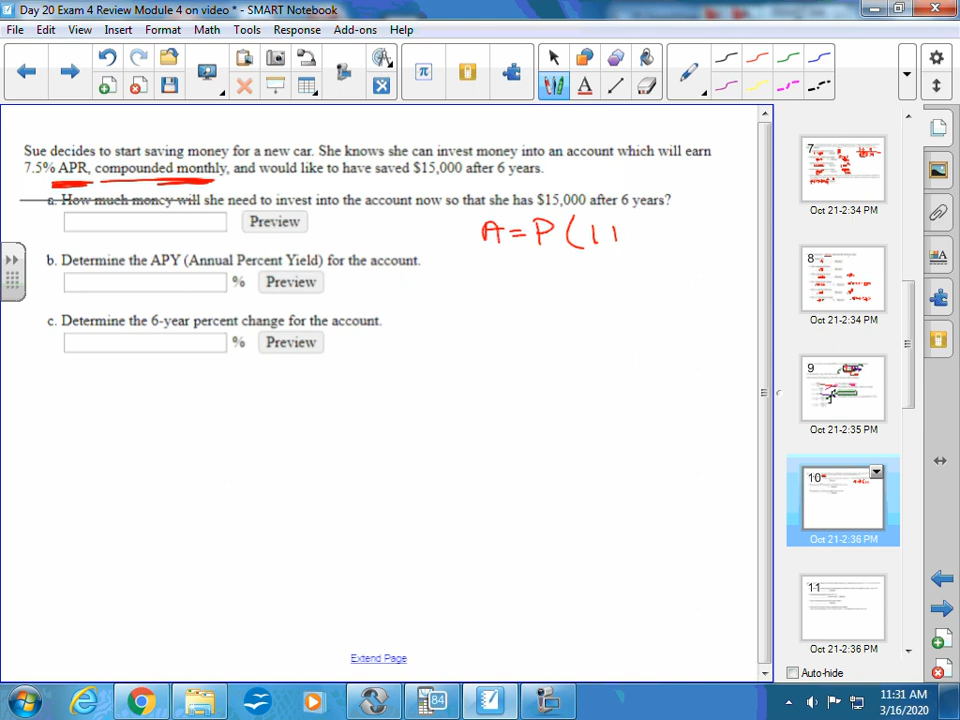 Day 20 Exam 4 Review Module 4 on video * - SMART Notebook
File Edit View Insert Format Math Tools Response Add-ons Help
Sue decides to start saving money for a new car. She knows she can invest money into an account which will earn
7.5% APR, compounded monthly, and would like to have saved $15,000 after 6 years.
a. How much money will she need to invest into the account now so that she has $15,000 after 6 years?
Preview
A = P ( 1 1
b. Determine the APY (Annual Percent Yield) for the account.
% Preview
c. Determine the 6-year percent change for the account.
% Preview
Extend Page
7
Oct 21-2:34 PM
8
Oct 21-2:34 PM
9
Oct 21-2:35 PM
10
Oct 21-2:36 PM
11
Oct 21-2:36 PM
Auto-hide
84
11:31 AM
3/16/2020